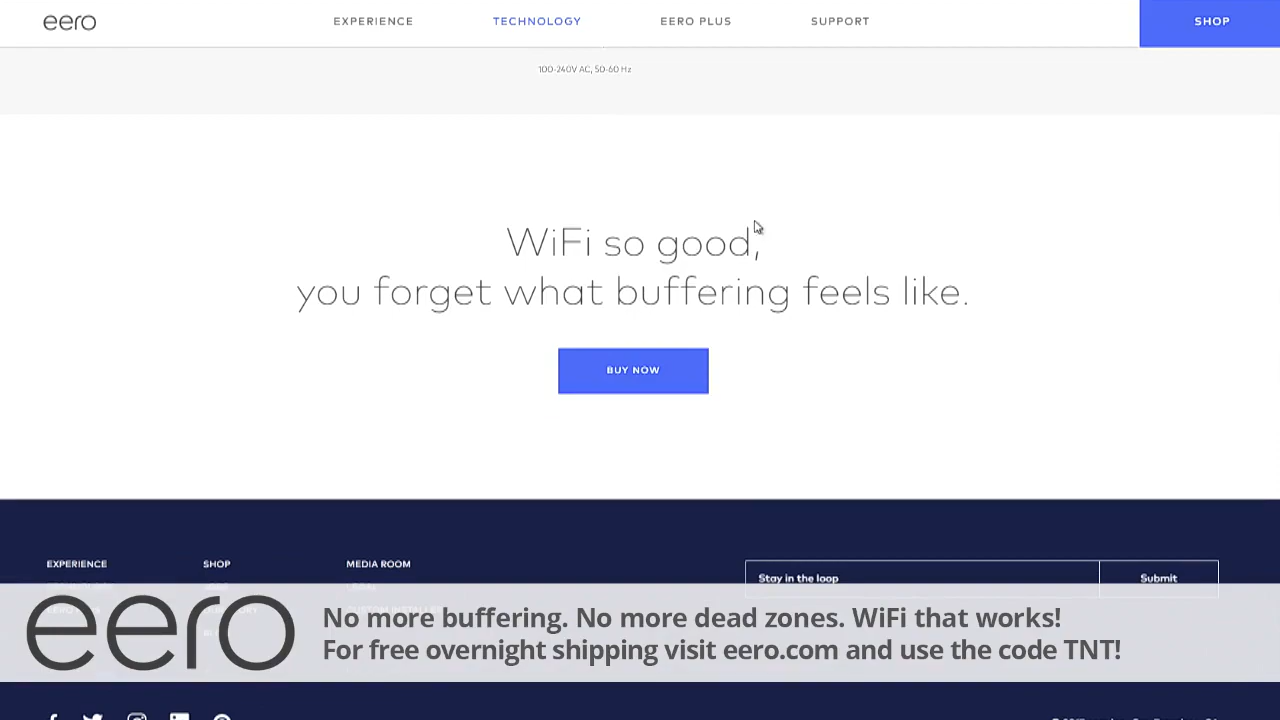 eero
EXPERIENCE
TECHNOLOGY
EERO PLUS
SUPPORT
SHOP
100-240V AC, 50-60 Hz
WiFi so good,
you forget what buffering feels like.
BUY NOW
EXPERIENCE
SHOP
MEDIA ROOM
Stay in the loop
Submit
eero
No more buffering. No more dead zones. WiFi that works!
For free overnight shipping visit eero.com and use the code TNT!